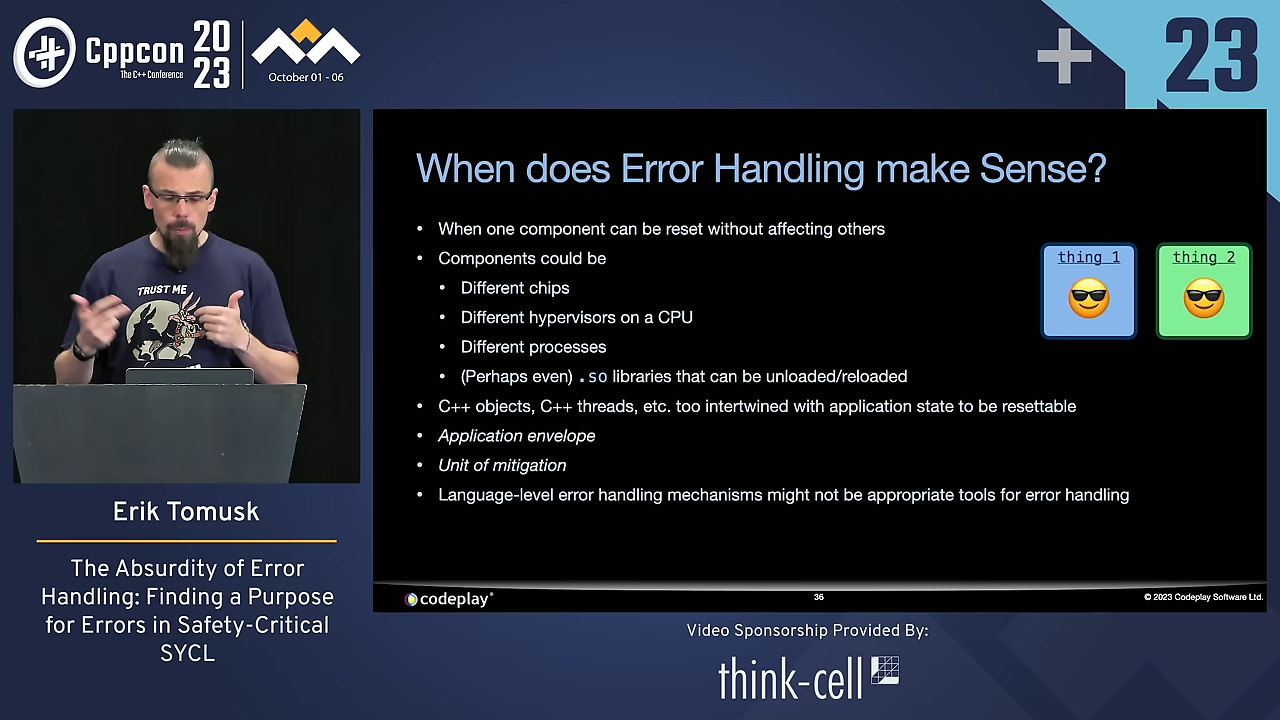 Cppcon
The C++ Conference
20
23
October 01 - 06
23
TRUST ME
Erik Tomusk
The Absurdity of Error
Handling: Finding a Purpose
for Errors in Safety-Critical
SYCL
When does Error Handling make Sense?
• When one component can be reset without affecting others
• Components could be
• Different chips
• Different hypervisors on a CPU
• Different processes
• (Perhaps even) .so libraries that can be unloaded/reloaded
• C++ objects, C++ threads, etc. too intertwined with application state to be resettable
• Application envelope
• Unit of mitigation
• Language-level error handling mechanisms might not be appropriate tools for error handling
thing 1
thing 2
codeplay®
36
© 2023 Codeplay Software Ltd.
Video Sponsorship Provided By:
think-cell